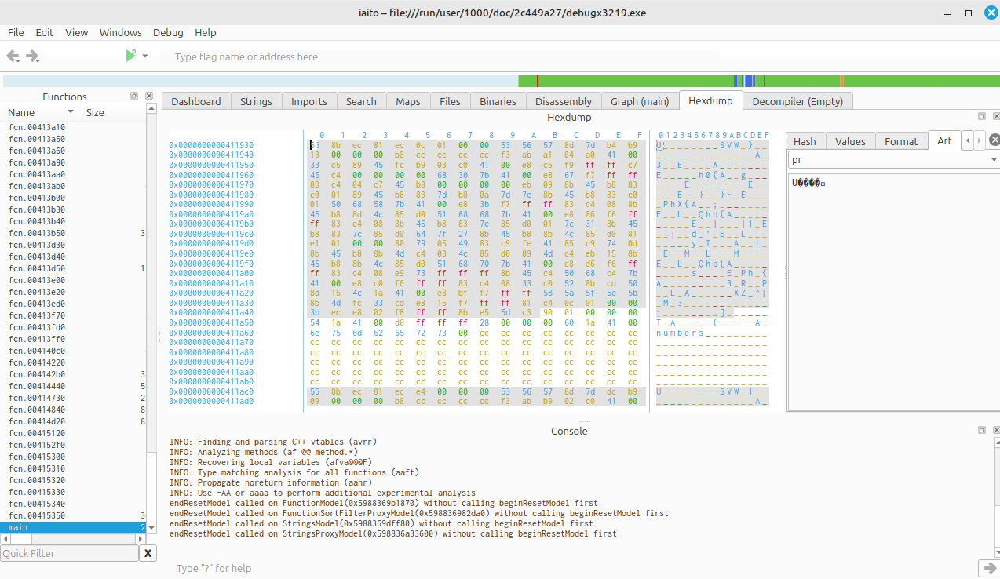 iaito – file:///run/user/1000/doc/2c449a27/debugx3219.exe
File Edit View Windows Debug Help
Type flag name or address here
Functions
Name Size
fcn.00413a10
fcn.00413a50
fcn.00413a60
fcn.00413a90
fcn.00413aa0
fcn.00413ab0
fcn.00413b00
fcn.00413b30
fcn.00413b40
fcn.00413b50 3
fcn.00413d30
fcn.00413d40
fcn.00413d50 1
fcn.00413e00
fcn.00413e20
fcn.00413ed0
fcn.00413f70
fcn.00413fd0
fcn.00413ff0
fcn.004140c0
fcn.00414220
fcn.004142b0 3
fcn.00414440 5
fcn.00414730 2
fcn.00414840 8
fcn.00414d20 8
fcn.00415120
fcn.004152f0
fcn.00415300
fcn.00415310
fcn.00415320
fcn.00415330
fcn.00415340
fcn.00415350 3
main 2
Quick Filter X
Dashboard Strings Imports Search Maps Files Binaries Disassembly Graph (main) Hexdump Decompiler (Empty)
Hexdump
0 1 2 3 4 5 6 7 8 9 A B C D E F 0123456789ABCDEF
0x0000000000411930 55 8b ec 81 ec 0c 01 00 00 53 56 57 8d 7d b4 b9 U________SVW_}__
0x0000000000411940 13 00 00 00 b8 cc cc cc cc f3 ab a1 04 a0 41 00 ______________A_
0x0000000000411950 33 c5 89 45 fc b9 03 c0 41 00 e8 c6 f9 ff ff c7 3__E____A_______
0x0000000000411960 45 c4 00 00 00 00 68 30 7b 41 00 e8 67 f7 ff ff E_____h0{A__g___
0x0000000000411970 83 c4 04 c7 45 b8 00 00 00 00 eb 09 8b 45 b8 83 ____E________E__
0x0000000000411980 c0 01 89 45 b8 83 7d b8 0a 7d 7e 8b 45 b8 83 c0 ___E__}__}~_E___
0x0000000000411990 01 50 68 58 7b 41 00 e8 3b f7 ff ff 83 c4 08 8b _PhX{A__;_______
0x00000000004119a0 45 b8 8d 4c 85 d0 51 68 68 7b 41 00 e8 86 f6 ff E__L__Qhh{A_____
0x00000000004119b0 ff 83 c4 08 8b 45 b8 83 7c 85 d0 01 7c 31 8b 45 _____E__|___|1_E
0x00000000004119c0 b8 83 7c 85 d0 64 7f 27 8b 45 b8 8b 4c 85 d0 81 __|__d_'_E__L___
0x00000000004119d0 e1 01 00 00 80 79 05 49 83 c9 fe 41 85 c9 74 0d _____y_I___A__t_
0x00000000004119e0 8b 45 b8 8b 4d c4 03 4c 85 d0 89 4d c4 eb 15 8b _E__M__L___M____
0x00000000004119f0 45 b8 8b 4c 85 d0 51 68 70 7b 41 00 e8 d6 f6 ff E__L__Qhp{A_____
0x0000000000411a00 ff 83 c4 08 e9 73 ff ff ff 8b 45 c4 50 68 c4 7b _____s____E_Ph_{
0x0000000000411a10 41 00 e8 c0 f6 ff ff 83 c4 08 33 c0 52 8b cd 50 A_________3_R__P
0x0000000000411a20 8d 15 4c 1a 41 00 e8 bf f7 ff ff 58 5a 5f 5e 5b __L_A______XZ_^[
0x0000000000411a30 8b 4d fc 33 cd e8 15 f7 ff ff 81 c4 0c 01 00 00 _M_3____________
0x0000000000411a40 3b ec e8 02 f8 ff ff 8b e5 5d c3 90 01 00 00 00 ;________]______
0x0000000000411a50 54 1a 41 00 d0 ff ff ff 28 00 00 00 60 1a 41 00 T_A_____(___`_A_
0x0000000000411a60 6e 75 6d 62 65 72 73 00 cc cc cc cc cc cc cc cc numbers_________
0x0000000000411a70 cc cc cc cc cc cc cc cc cc cc cc cc cc cc cc cc ________________
0x0000000000411a80 cc cc cc cc cc cc cc cc cc cc cc cc cc cc cc cc ________________
0x0000000000411a90 cc cc cc cc cc cc cc cc cc cc cc cc cc cc cc cc ________________
0x0000000000411aa0 cc cc cc cc cc cc cc cc cc cc cc cc cc cc cc cc ________________
0x0000000000411ab0 cc cc cc cc cc cc cc cc cc cc cc cc cc cc cc cc ________________
0x0000000000411ac0 55 8b ec 81 ec e4 00 00 00 53 56 57 8d 7d dc b9 U________SVW_}__
0x0000000000411ad0 09 00 00 00 b8 cc cc cc cc f3 ab b9 02 c0 41 00 ______________A_
Hash Values Format Art
pr
U����▫
Console
INFO: Finding and parsing C++ vtables (avrr)
INFO: Analyzing methods (af @@ method.*)
INFO: Recovering local variables (afva@@@F)
INFO: Type matching analysis for all functions (aaft)
INFO: Propagate noreturn information (aanr)
INFO: Use -AA or aaaa to perform additional experimental analysis
endResetModel called on FunctionModel(0x5988369b1870) without calling beginResetModel first
endResetModel called on FunctionSortFilterProxyModel(0x598836982da0) without calling beginResetModel first
endResetModel called on StringsModel(0x5988369dff80) without calling beginResetModel first
endResetModel called on StringsProxyModel(0x598836a33600) without calling beginResetModel first
Type "?" for help